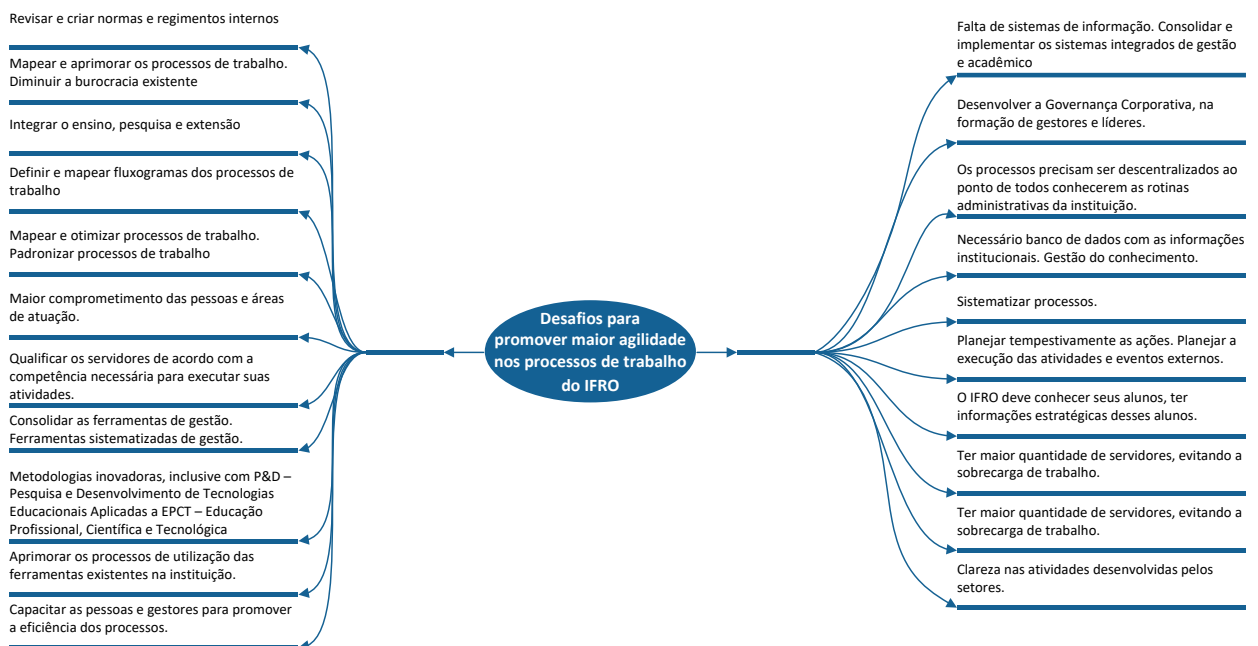 Revisar e criar normas e regimentos internos
Mapear e aprimorar os processos de trabalho.
Diminuir a burocracia existente
Integrar o ensino, pesquisa e extensão
Definir e mapear fluxogramas dos processos de
trabalho
Mapear e otimizar processos de trabalho.
Padronizar processos de trabalho
Maior comprometimento das pessoas e áreas
de atuação.
Qualificar os servidores de acordo com a
competência necessária para executar suas
atividades.
Consolidar as ferramentas de gestão.
Ferramentas sistematizadas de gestão.
Metodologias inovadoras, inclusive com P&D –
Pesquisa e Desenvolvimento de Tecnologias
Educacionais Aplicadas a EPCT – Educação
Profissional, Científica e Tecnológica
Aprimorar os processos de utilização das
ferramentas existentes na instituição.
Capacitar as pessoas e gestores para promover
a eficiência dos processos.
Desafios para
promover maior agilidade
nos processos de trabalho
do IFRO
Falta de sistemas de informação. Consolidar e
implementar os sistemas integrados de gestão
e acadêmico
Desenvolver a Governança Corporativa, na
formação de gestores e líderes.
Os processos precisam ser descentralizados ao
ponto de todos conhecerem as rotinas
administrativas da instituição.
Necessário banco de dados com as informações
institucionais. Gestão do conhecimento.
Sistematizar processos.
Planejar tempestivamente as ações. Planejar a
execução das atividades e eventos externos.
O IFRO deve conhecer seus alunos, ter
informações estratégicas desses alunos.
Ter maior quantidade de servidores, evitando a
sobrecarga de trabalho.
Ter maior quantidade de servidores, evitando a
sobrecarga de trabalho.
Clareza nas atividades desenvolvidas pelos
setores.